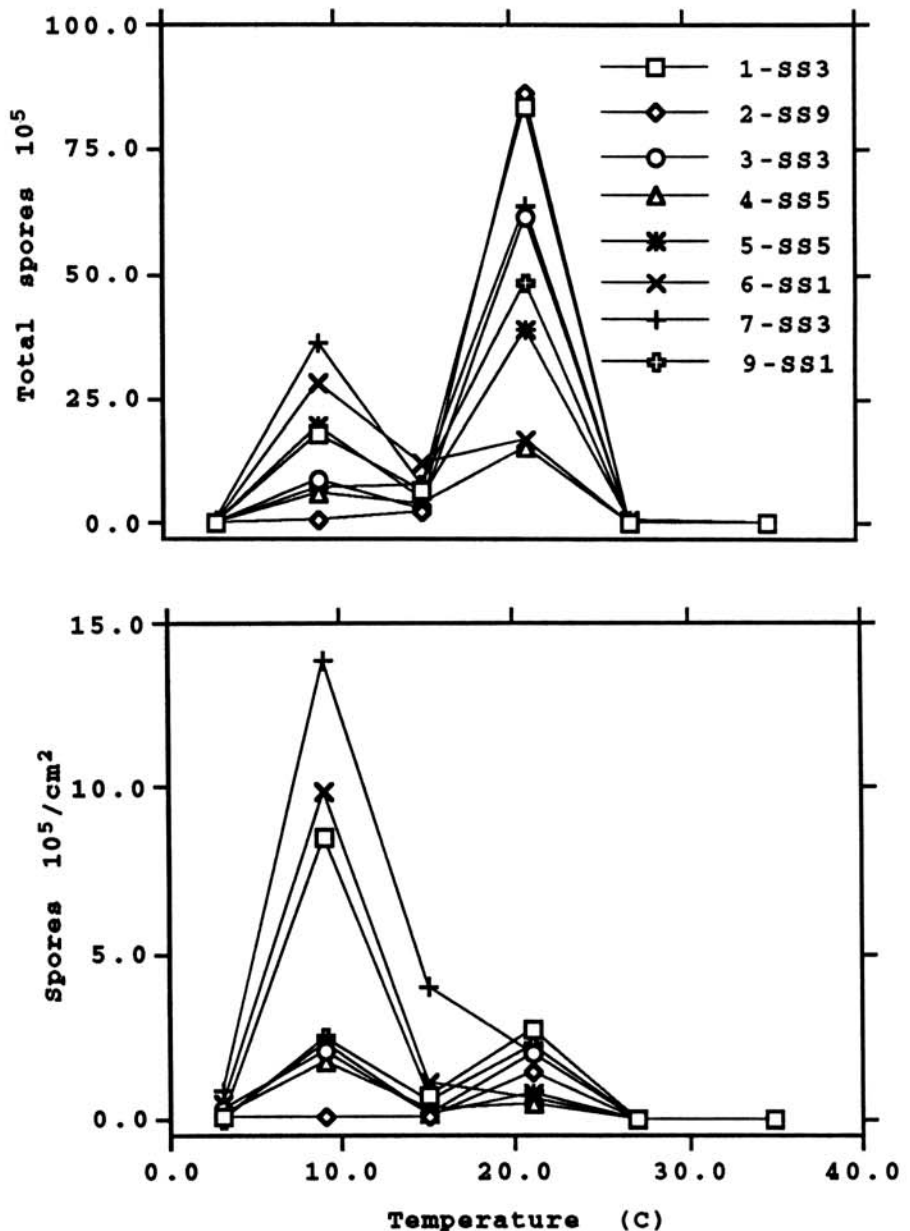 100.0
75.0
50.0
25.0
0.0
Total spores 10⁵
1-SS3
2-SS9
3-SS3
4-SS5
5-SS5
6-SS1
7-SS3
9-SS1
15.0
10.0
5.0
0.0
Spores 10⁵/cm²
0.0 10.0 20.0 30.0 40.0
Temperature (C)